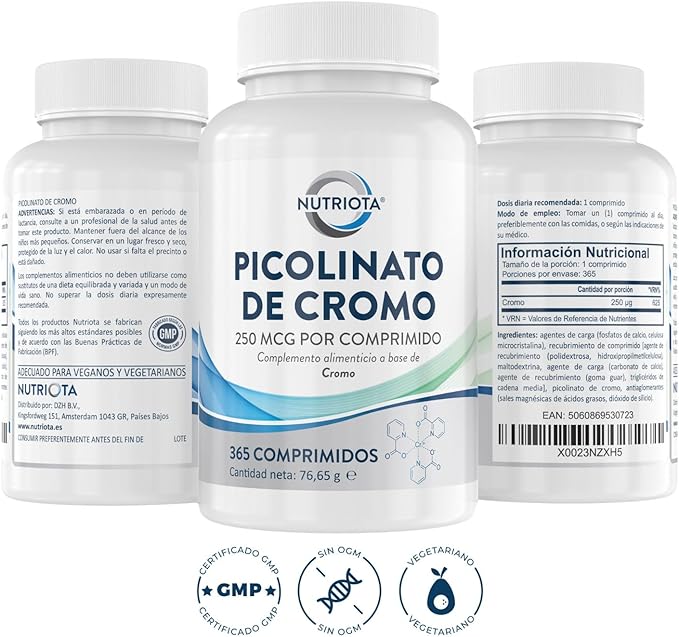 PICOLINATO DE CROMO
ADVERTENCIAS: Si está embarazada o en período de
lactancia, consulte a un profesional de la salud antes de
tomar este producto. Mantener fuera del alcance de los
niños más pequeños. Conservar en un lugar fresco y seco,
protegido de la luz y el calor. No usar si falta el precinto o
está dañado.
Los complementos alimenticios no deben utilizarse como
sustitutos de una dieta equilibrada y variada y un modo de
vida sano. No superar la dosis diaria expresamente
recomendada.
Todos los productos Nutriota se fabrican
siguiendo los más altos estándares posibles
y de acuerdo con las Buenas Prácticas de
Fabricación (BPF).
GMP
ADECUADO PARA VEGANOS Y VEGETARIANOS
NUTRIOTA
Distribuido por: DZH B.V.,
Kingsfordweg 151, Amsterdam 1043 GR, Países Bajos
www.nutriota.es
CONSUMIR PREFERENTEMENTE ANTES DEL FIN DE
LOTE
NUTRIOTA®
PICOLINATO
DE CROMO
250 MCG POR COMPRIMIDO
Complemento alimenticio a base de
Cromo
365 COMPRIMIDOS
Cantidad neta: 76,65 g e
Dosis diaria recomendada: 1 comprimido
Modo de empleo: Tomar un (1) comprimido al día,
preferiblemente con las comidas, o según las indicaciones de
su médico.
Información Nutricional
Tamaño de la porción: 1 comprimido
Porciones por envase: 365
Cantidad por porción *VRN%
Cromo 250 µg 625
* VRN = Valores de Referencia de Nutrientes
Ingredientes: agentes de carga (fosfatos de calcio, celulosa
microcristalina), recubrimiento de comprimido (agente de
recubrimiento (polidextrosa, hidroxipropilmetilcelulosa),
maltodextrina, agente de carga (carbonato de calcio),
agente de recubrimiento (goma guar), triglicéridos de
cadena media), picolinato de cromo, antiaglomerantes
(sales magnésicas de ácidos grasos, dióxido de silicio).
EAN: 5060869530723
X0023NZXH5
CERTIFICADO GMP
GMP
CERTIFICADO GMP
SIN OGM
SIN OGM
VEGETARIANO
VEGETARIANO